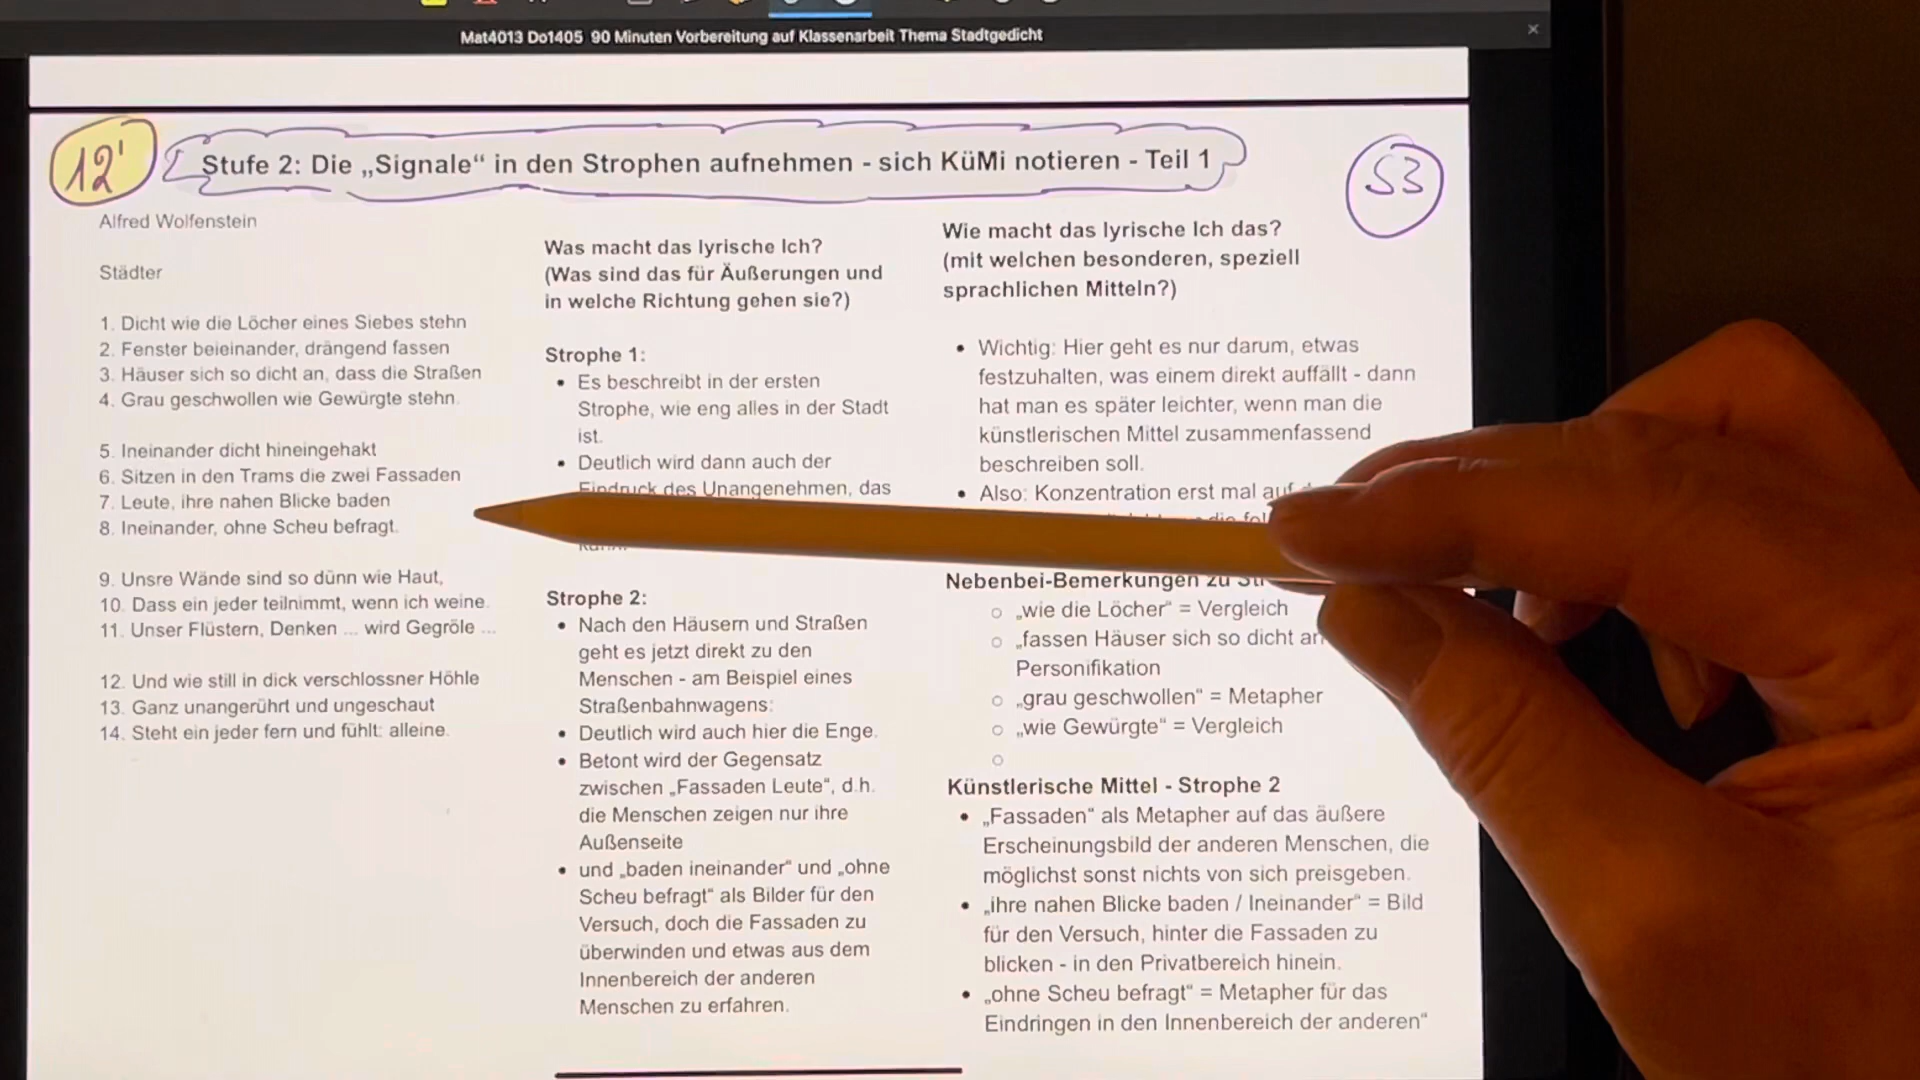 Mat4013 Do1405 90 Minuten Vorbereitung auf Klassenarbeit Thema Stadtgedicht
12'
Stufe 2: Die „Signale“ in den Strophen aufnehmen - sich KüMi notieren - Teil 1
S3
Alfred Wolfenstein
Städter
1. Dicht wie die Löcher eines Siebes stehn
2. Fenster beieinander, drängend fassen
3. Häuser sich so dicht an, dass die Straßen
4. Grau geschwollen wie Gewürgte stehn.
5. Ineinander dicht hineingehakt
6. Sitzen in den Trams die zwei Fassaden
7. Leute, ihre nahen Blicke baden
8. Ineinander, ohne Scheu befragt.
9. Unsre Wände sind so dünn wie Haut,
10. Dass ein jeder teilnimmt, wenn ich weine.
11. Unser Flüstern, Denken ... wird Gegröle ...
12. Und wie still in dick verschlossner Höhle
13. Ganz unangerührt und ungeschaut
14. Steht ein jeder fern und fühlt: alleine.
Was macht das lyrische Ich?
(Was sind das für Äußerungen und
in welche Richtung gehen sie?)
Strophe 1:
• Es beschreibt in der ersten
Strophe, wie eng alles in der Stadt
ist.
• Deutlich wird dann auch der
Eindruck des Unangenehmen, das
Strophe 2:
• Nach den Häusern und Straßen
geht es jetzt direkt zu den
Menschen - am Beispiel eines
Straßenbahnwagens:
• Deutlich wird auch hier die Enge.
• Betont wird der Gegensatz
zwischen „Fassaden Leute“, d.h.
die Menschen zeigen nur ihre
Außenseite
• und „baden ineinander“ und „ohne
Scheu befragt“ als Bilder für den
Versuch, doch die Fassaden zu
überwinden und etwas aus dem
Innenbereich der anderen
Menschen zu erfahren.
Wie macht das lyrische Ich das?
(mit welchen besonderen, speziell
sprachlichen Mitteln?)
• Wichtig: Hier geht es nur darum, etwas
festzuhalten, was einem direkt auffällt - dann
hat man es später leichter, wenn man die
künstlerischen Mittel zusammenfassend
beschreiben soll.
• Also: Konzentration erst mal auf
die
Nebenbei-Bemerkungen zu
○ „wie die Löcher“ = Vergleich
○ „fassen Häuser sich so dicht an
Personifikation
○ „grau geschwollen“ = Metapher
○ „wie Gewürgte“ = Vergleich
○
Künstlerische Mittel - Strophe 2
• „Fassaden“ als Metapher auf das äußere
Erscheinungsbild der anderen Menschen, die
möglichst sonst nichts von sich preisgeben.
• „ihre nahen Blicke baden / Ineinander“ = Bild
für den Versuch, hinter die Fassaden zu
blicken - in den Privatbereich hinein.
• „ohne Scheu befragt“ = Metapher für das
Eindringen in den Innenbereich der anderen“